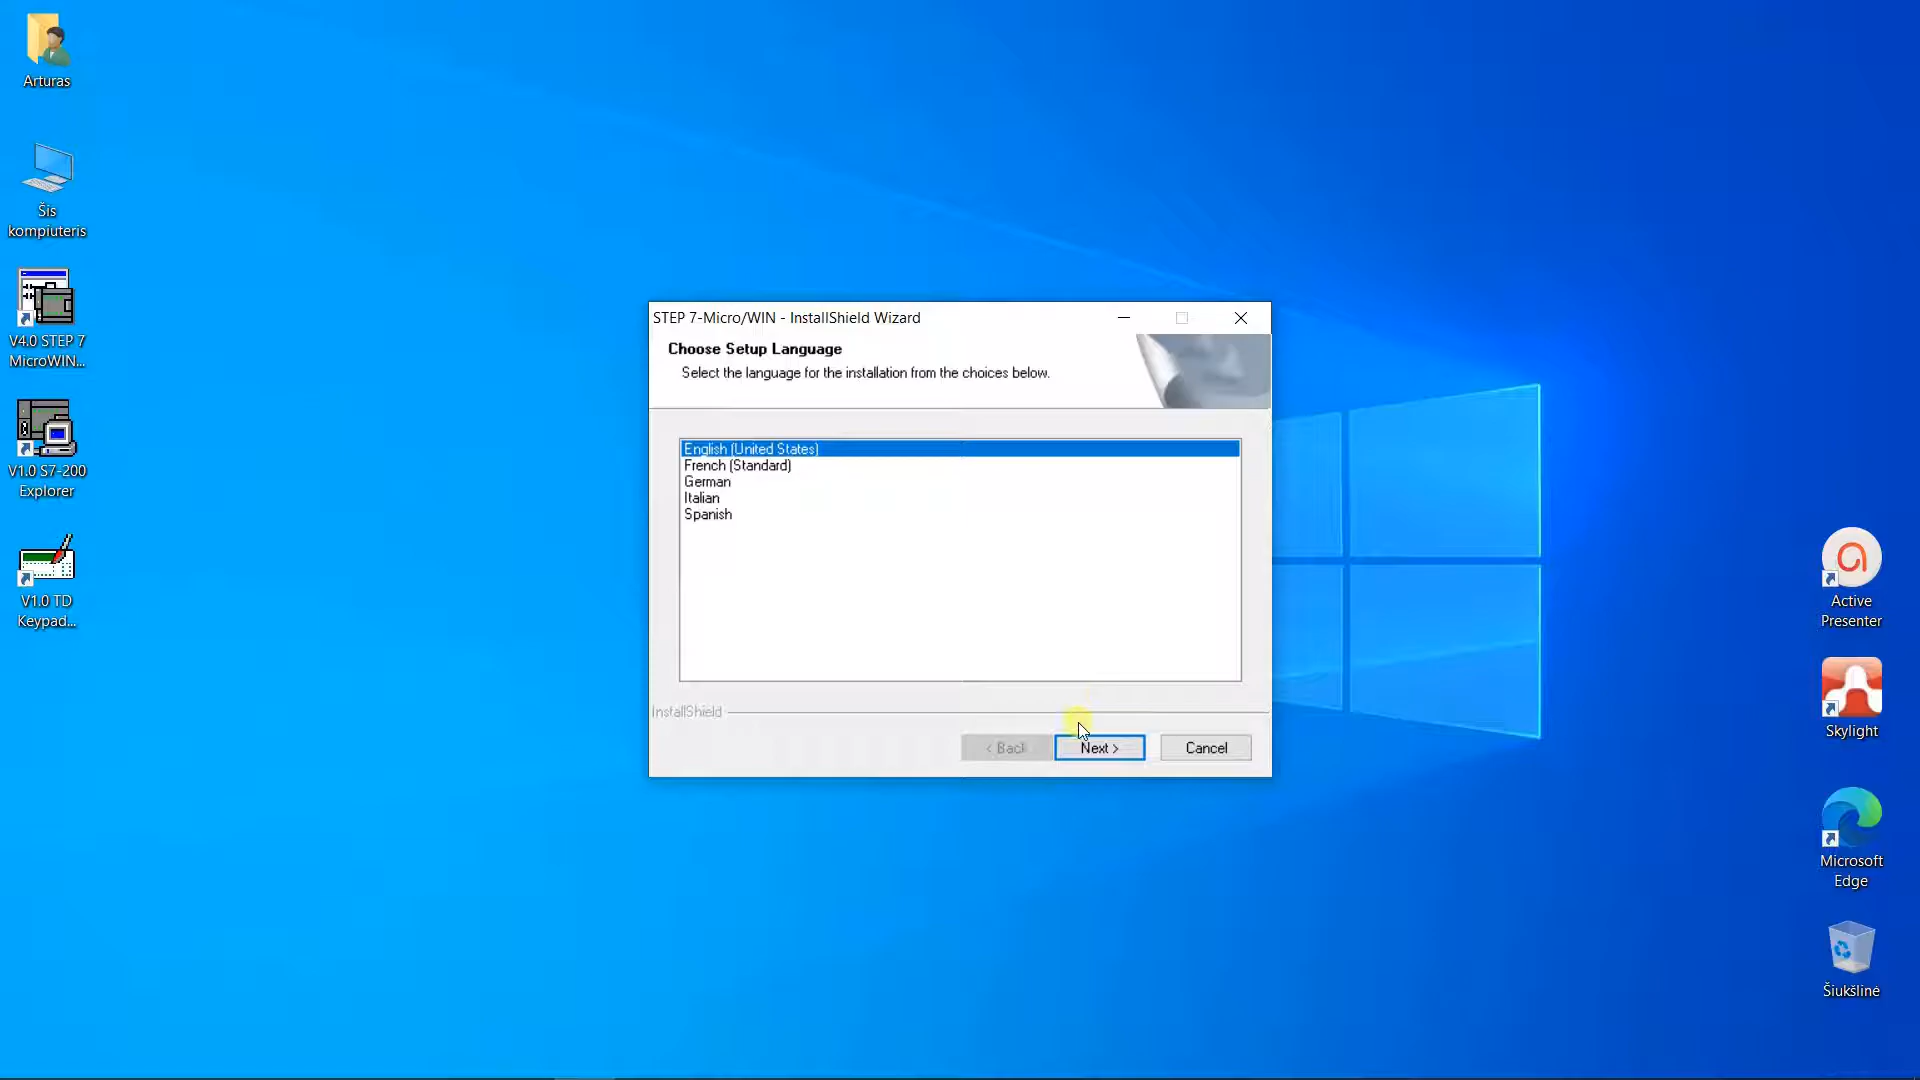 Arturas
Šis
kompiuteris
V4.0 STEP 7
MicroWIN...
V1.0 S7-200
Explorer
V1.0 TD
Keypad...
STEP 7-Micro/WIN - InstallShield Wizard
Choose Setup Language
Select the language for the installation from the choices below.
English (United States)
French (Standard)
German
Italian
Spanish
InstallShield
< Back
Next >
Cancel
Active
Presenter
Skylight
Microsoft
Edge
Šiukšlinė